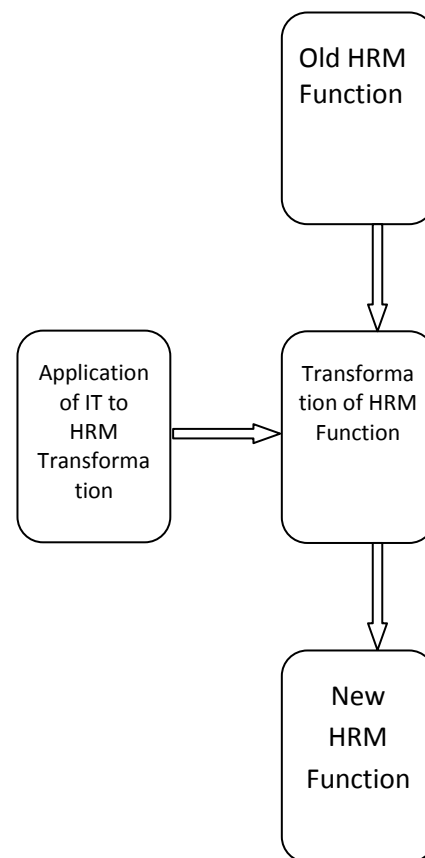 Old HRM
Function
Application
of IT to
HRM
Transforma
tion
Transforma
tion of HRM
Function
New
HRM
Function